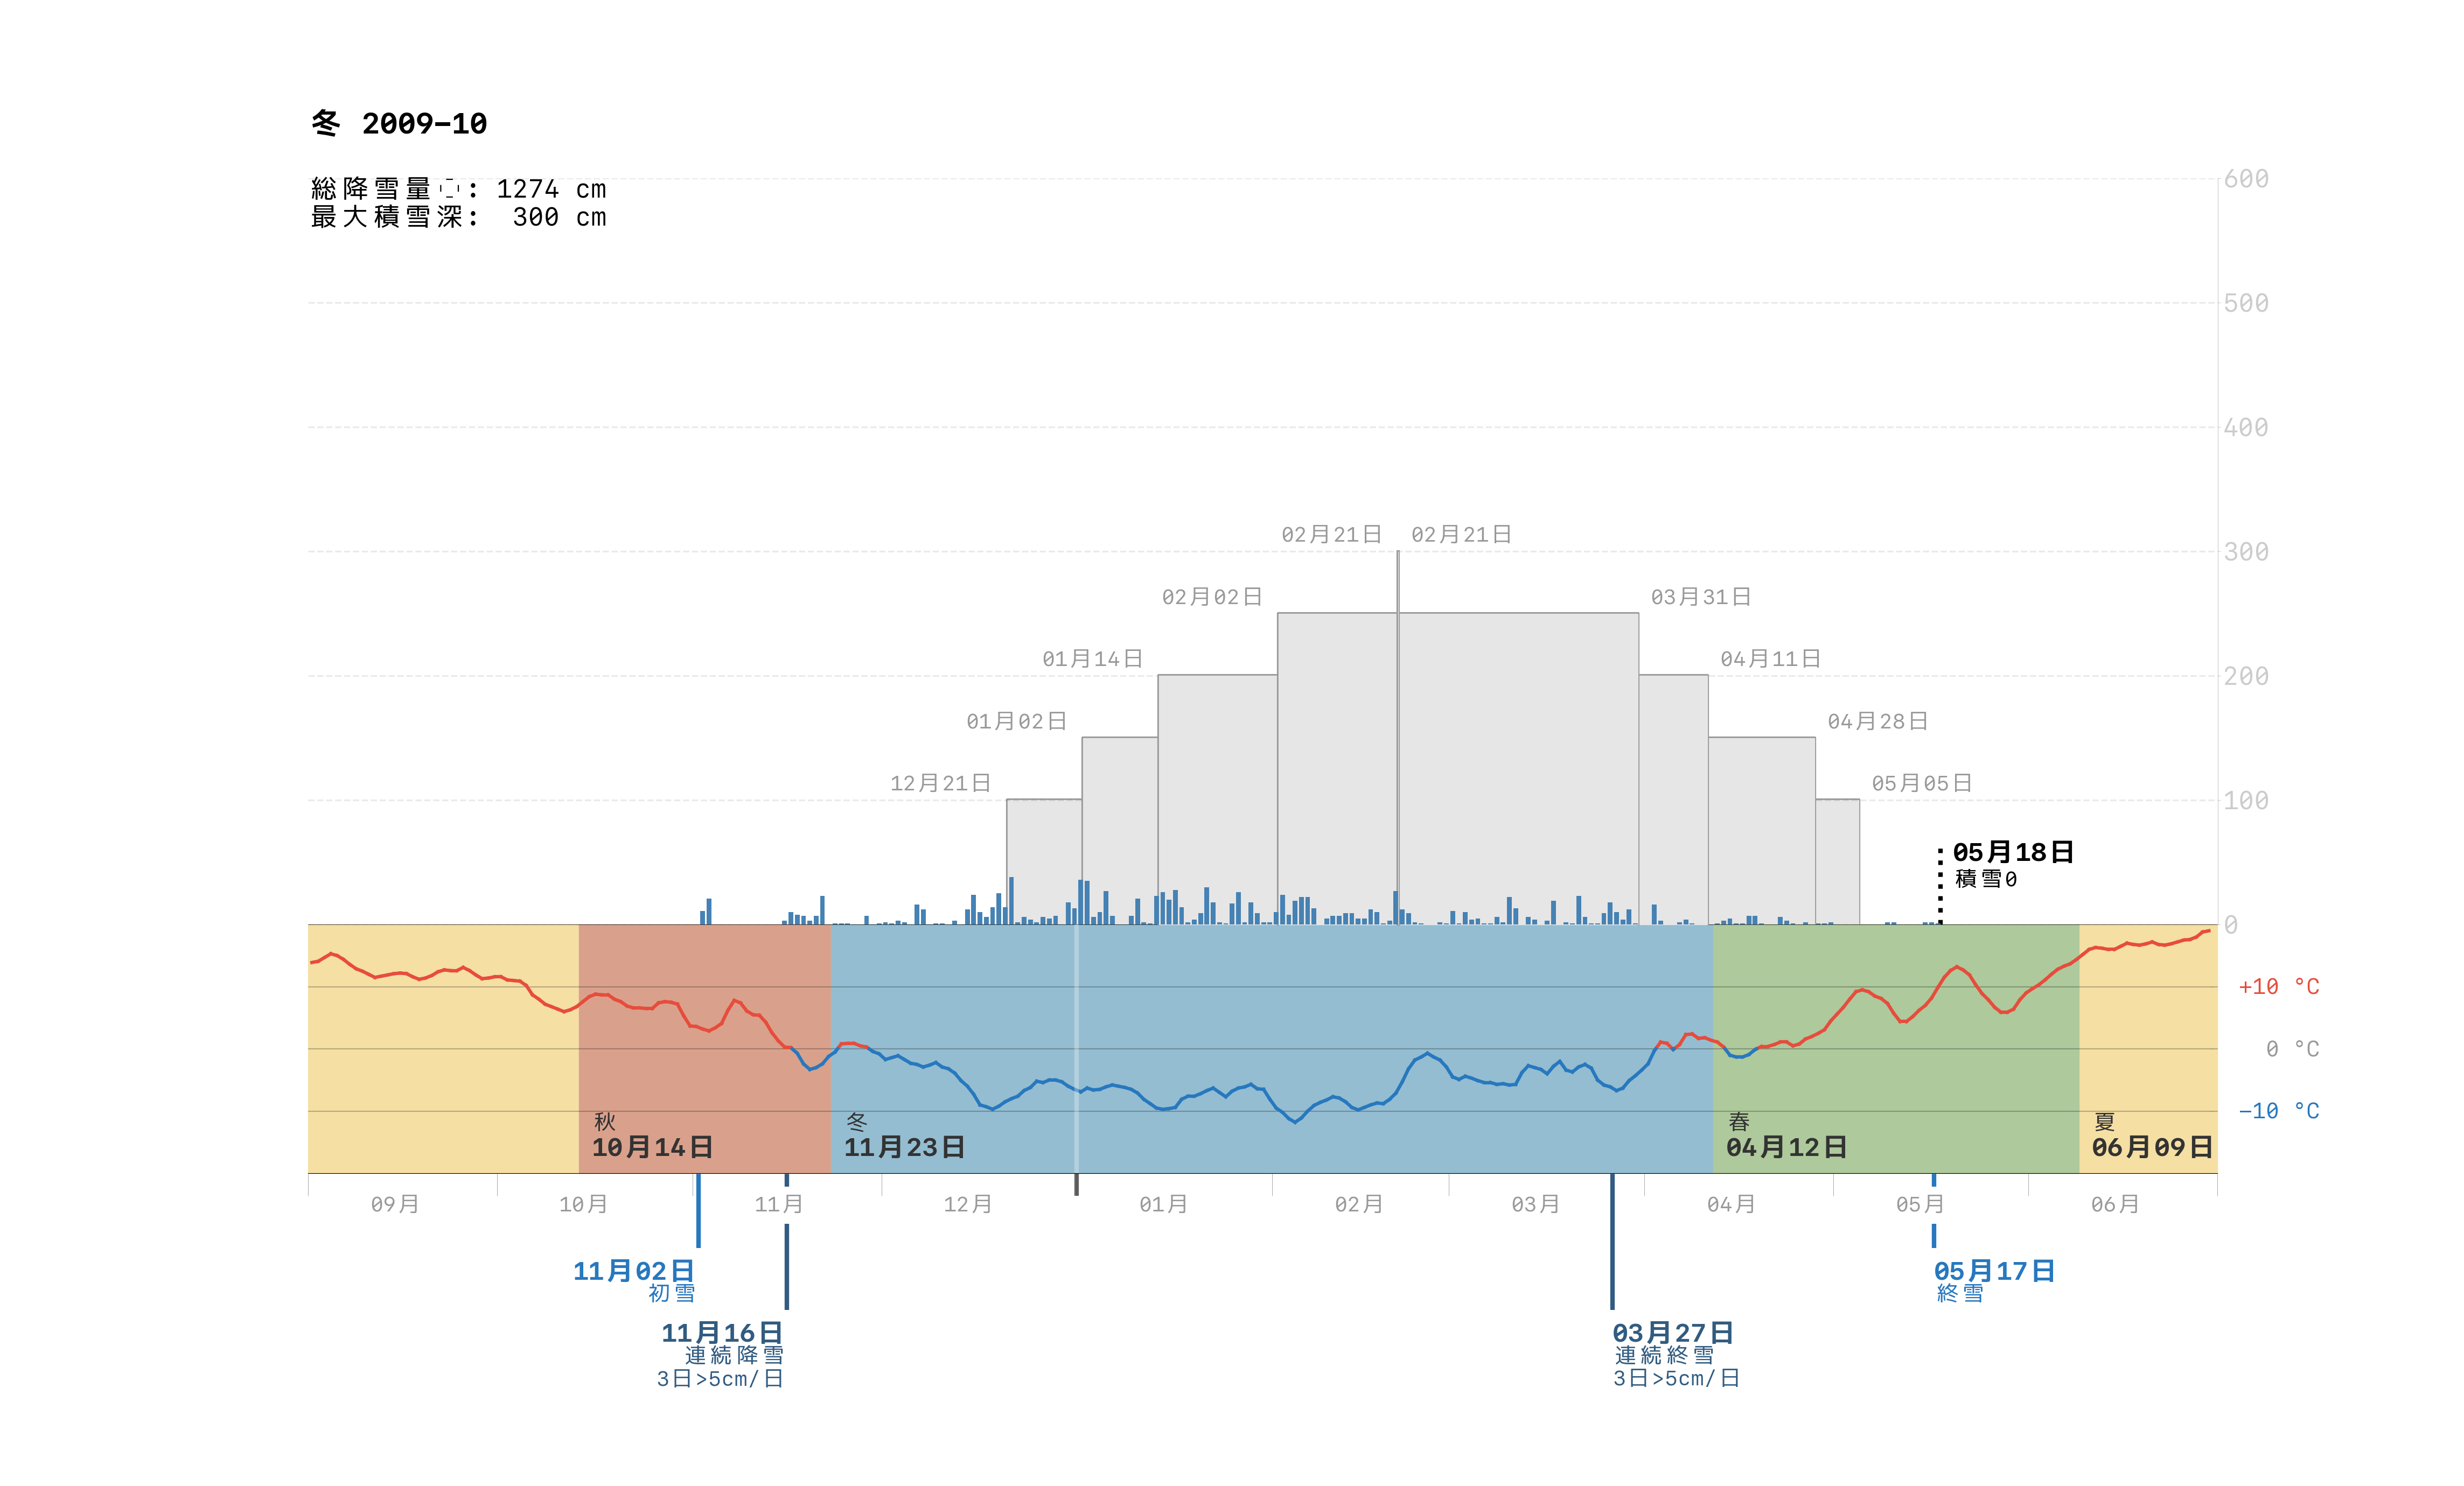 冬 2009–10
総降雪量: 1274 cm
最大積雪深: 300 cm
600
500
400
300
200
100
0
02月21日
02月21日
02月02日
03月31日
01月14日
04月11日
01月02日
04月28日
12月21日
05月05日
05月18日
積雪0
+10 °C
0 °C
−10 °C
秋
10月14日
冬
11月23日
春
04月12日
夏
06月09日
09月
10月
11月
12月
01月
02月
03月
04月
05月
06月
11月02日
初雪
05月17日
終雪
11月16日
連続降雪
3日>5cm/日
03月27日
連続終雪
3日>5cm/日